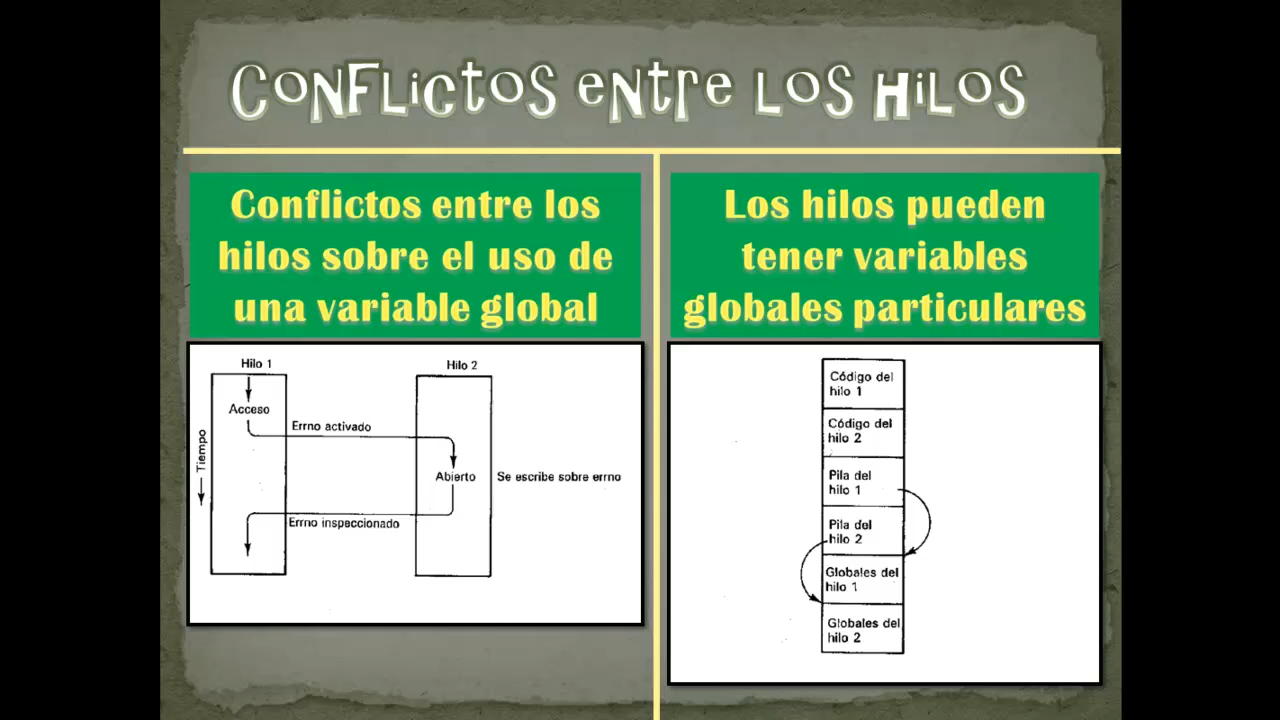 Conflictos entre los Hilos
Conflictos entre los
hilos sobre el uso de
una variable global
Hilo 1
Hilo 2
Acceso
Errno activado
Tiempo
Abierto
Se escribe sobre errno
Errno inspeccionado
Los hilos pueden
tener variables
globales particulares
Código del
hilo 1
Código del
hilo 2
Pila del
hilo 1
Pila del
hilo 2
Globales del
hilo 1
Globales del
hilo 2